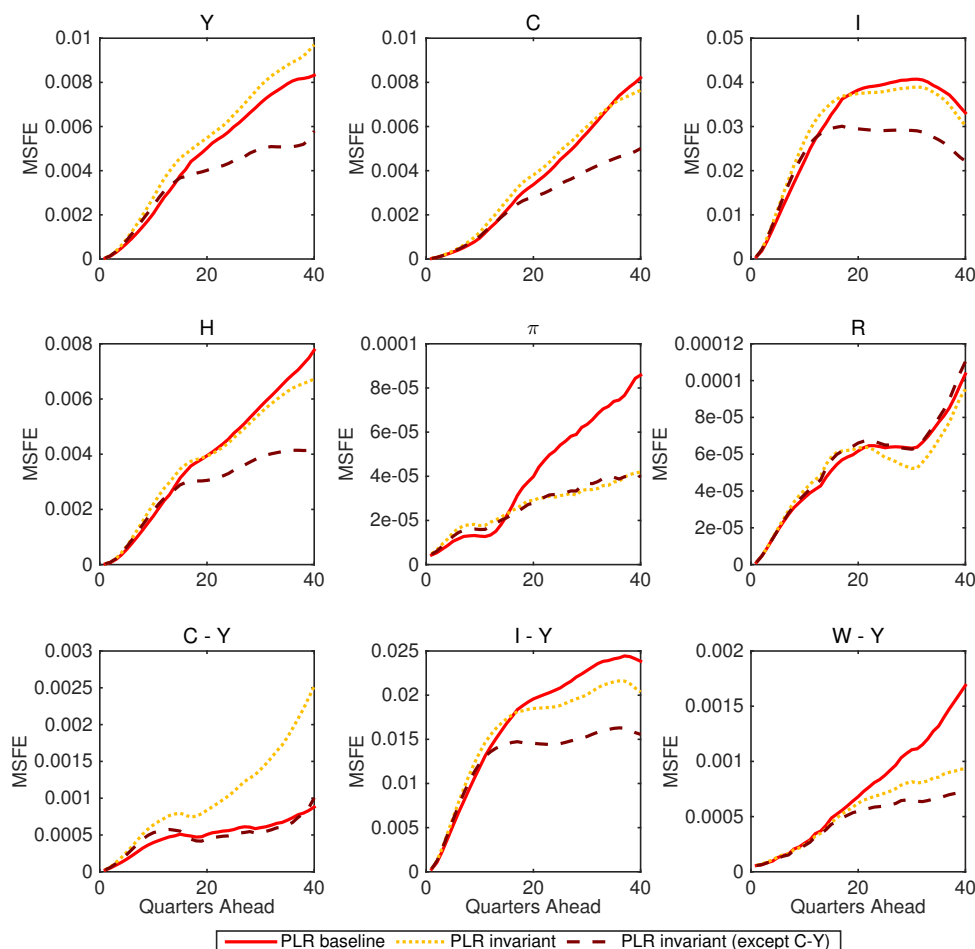 Y
C
I
0.01
0.008
0.006
0.004
0.002
0
MSFE
0 20 40
0.01
0.008
0.006
0.004
0.002
0
MSFE
0 20 40
0.05
0.04
0.03
0.02
0.01
0
MSFE
0 20 40
H
π
R
0.008
0.006
0.004
0.002
0
MSFE
0 20 40
0.0001
8e-05
6e-05
4e-05
2e-05
0
MSFE
0 20 40
0.00012
0.0001
8e-05
6e-05
4e-05
2e-05
0
MSFE
0 20 40
C - Y
I - Y
W - Y
0.003
0.0025
0.002
0.0015
0.001
0.0005
0
MSFE
0 20 40
Quarters Ahead
0.025
0.02
0.015
0.01
0.005
0
MSFE
0 20 40
Quarters Ahead
0.002
0.0015
0.001
0.0005
0
MSFE
0 20 40
Quarters Ahead
PLR baseline PLR invariant PLR invariant (except C-Y)